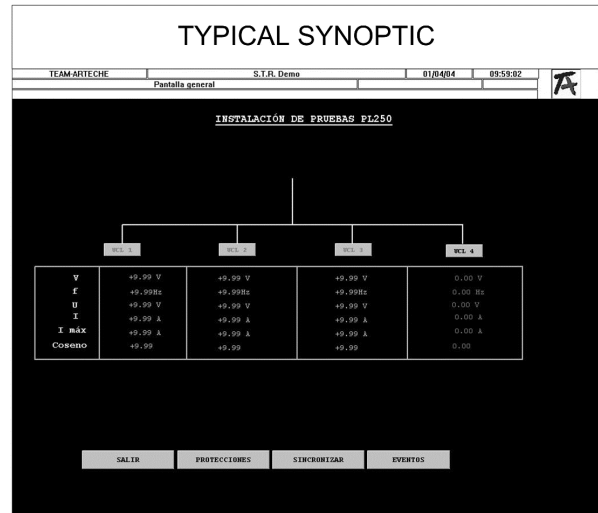 TYPICAL SYNOPTIC
TEAM-ARTECHE S.T.R. Demo 01/04/04 09:59:02
Pantalla general
TA
INSTALACIÓN DE PRUEBAS PL250
UCL 1 UCL 2 UCL 3 UCL 4
V +9.99 V +9.99 V +9.99 V 0.00 V
f +9.99Hz +9.99Hz +9.99Hz 0.00 Hz
U +9.99 V +9.99 V +9.99 V 0.00 V
I +9.99 A +9.99 A +9.99 A 0.00 A
I máx +9.99 A +9.99 A +9.99 A 0.00 A
Coseno +9.99 +9.99 +9.99 0.00
SALIR PROTECCIONES SINCRONIZAR EVENTOS